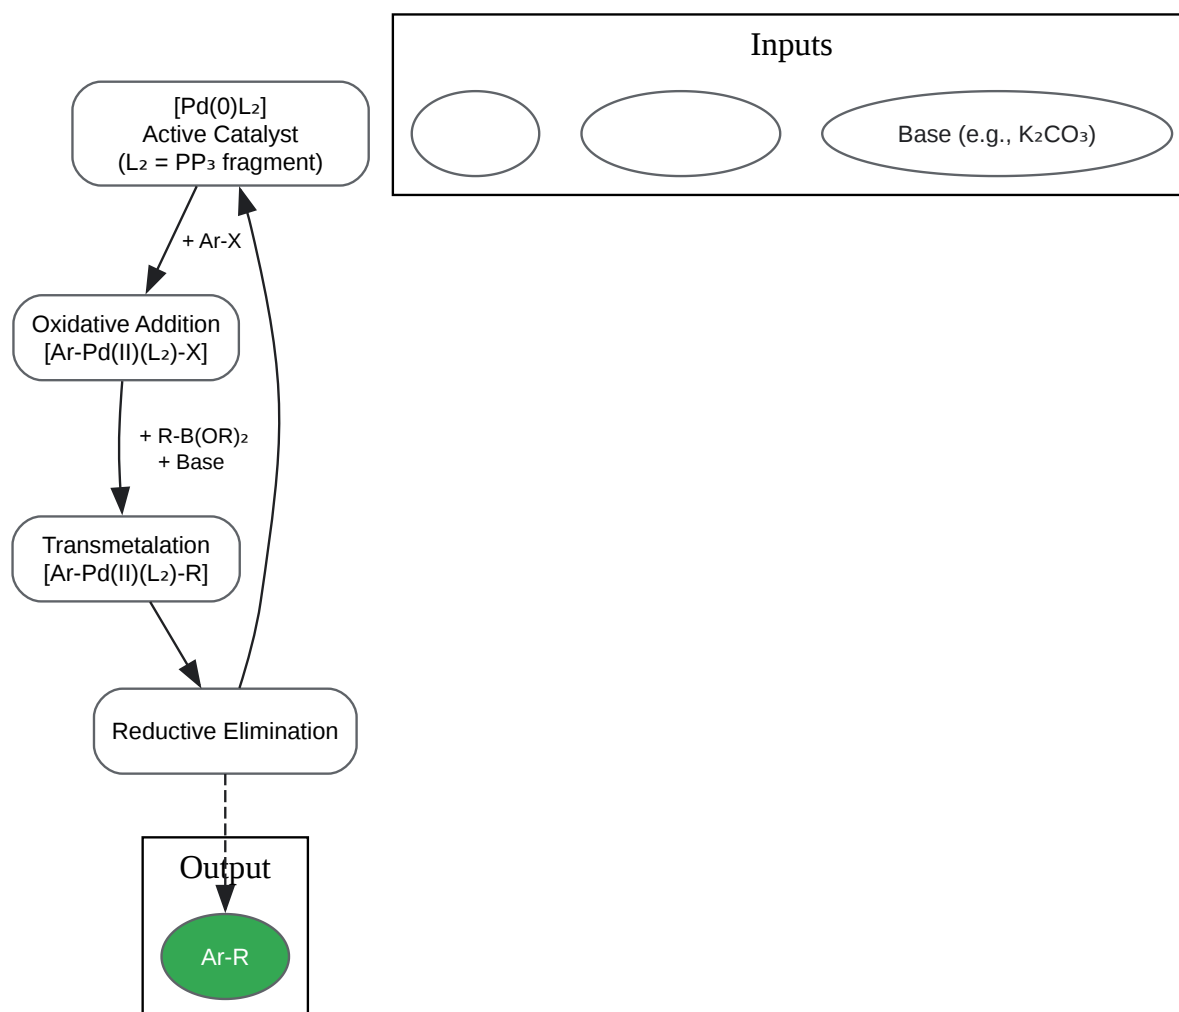 Inputs
Base (e.g., K₂CO₃)
[Pd(0)L₂]
Active Catalyst
(L₂ = PP₃ fragment)
+ Ar-X
Oxidative Addition
[Ar-Pd(II)(L₂)-X]
+ R-B(OR)₂
+ Base
Transmetalation
[Ar-Pd(II)(L₂)-R]
Reductive Elimination
Output
Ar-R